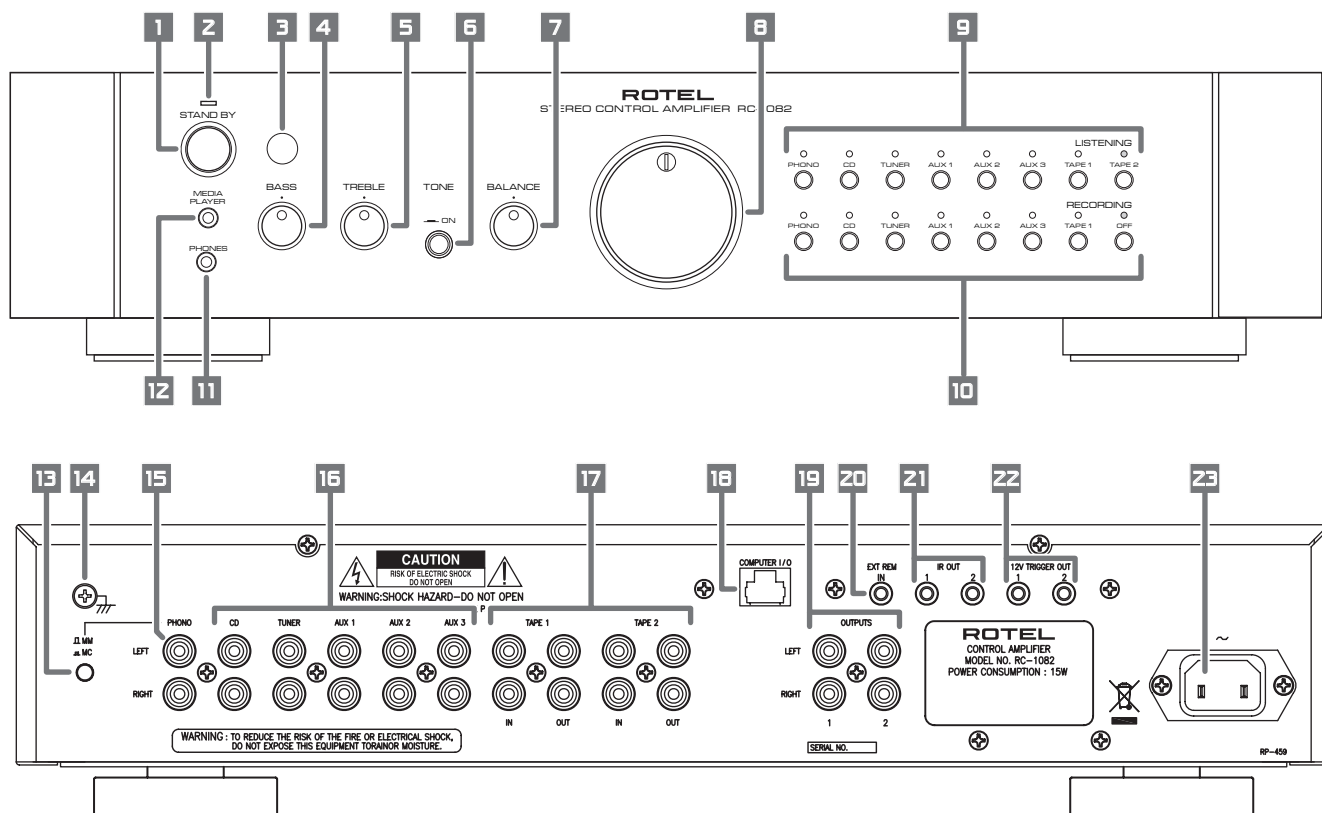 1 2 3 4 5 6 7 8 9
ROTEL
STEREO CONTROL AMPLIFIER RC-1082
STAND BY
LISTENING
PHONO CD TUNER AUX 1 AUX 2 AUX 3 TAPE 1 TAPE 2
MEDIA
PLAYER
BASS TREBLE TONE BALANCE
ON
RECORDING
PHONO CD TUNER AUX 1 AUX 2 AUX 3 TAPE 1 OFF
PHONES
12 11 10
13 14 15 16 17 18 19 20 21 22 23
CAUTION
RISK OF ELECTRIC SHOCK
DO NOT OPEN
WARNING:SHOCK HAZARD-DO NOT OPEN
P
COMPUTER I/O
EXT REM
IN
IR OUT
1 2
12V TRIGGER OUT
1 2
PHONO CD TUNER AUX 1 AUX 2 AUX 3 TAPE 1 TAPE 2 OUTPUTS
MM
MC
LEFT LEFT
RIGHT RIGHT
IN OUT IN OUT 1 2
ROTEL
CONTROL AMPLIFIER
MODEL NO. RC-1082
POWER CONSUMPTION : 15W
~
WARNING : TO REDUCE THE RISK OF THE FIRE OR ELECTRICAL SHOCK,
DO NOT EXPOSE THIS EQUIPMENT TORAINOR MOISTURE.
SERIAL NO.
RP-459